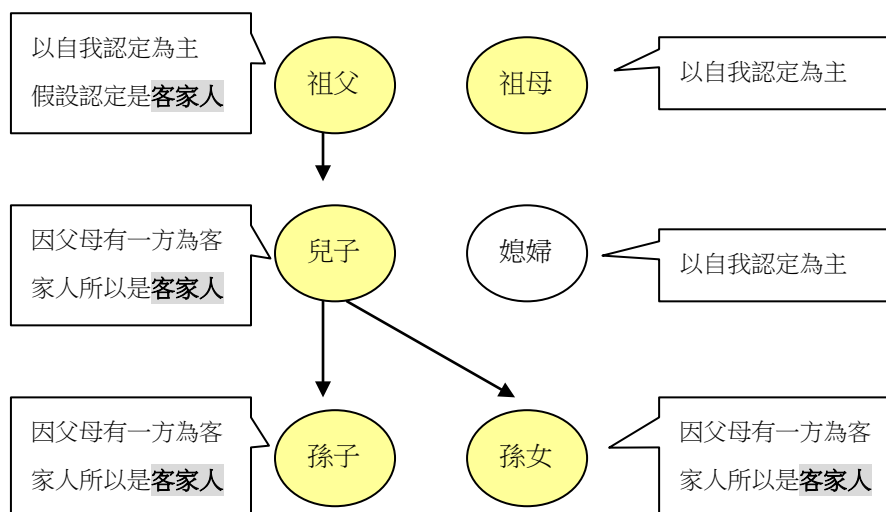 以自我認定為主
假設認定是客家人
祖父
祖母
以自我認定為主
因父母有一方為客
家人所以是客家人
兒子
媳婦
以自我認定為主
因父母有一方為客
家人所以是客家人
孫子
孫女
因父母有一方為客
家人所以是客家人